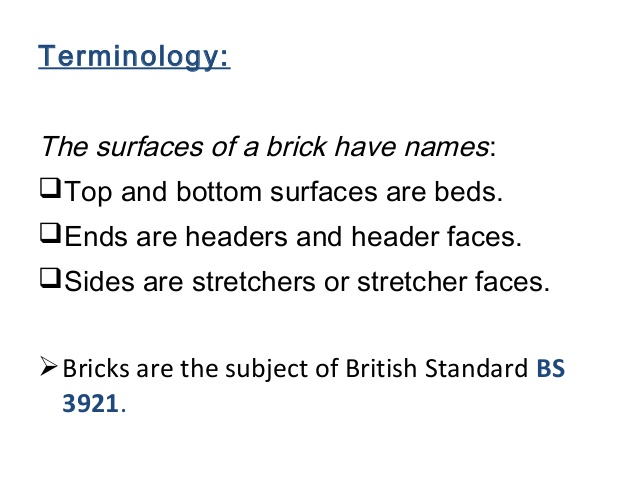 Terminology:
The surfaces of a brick have names:
❑Top and bottom surfaces are beds.
❑Ends are headers and header faces.
❑Sides are stretchers or stretcher faces.
➢Bricks are the subject of British Standard BS
3921.